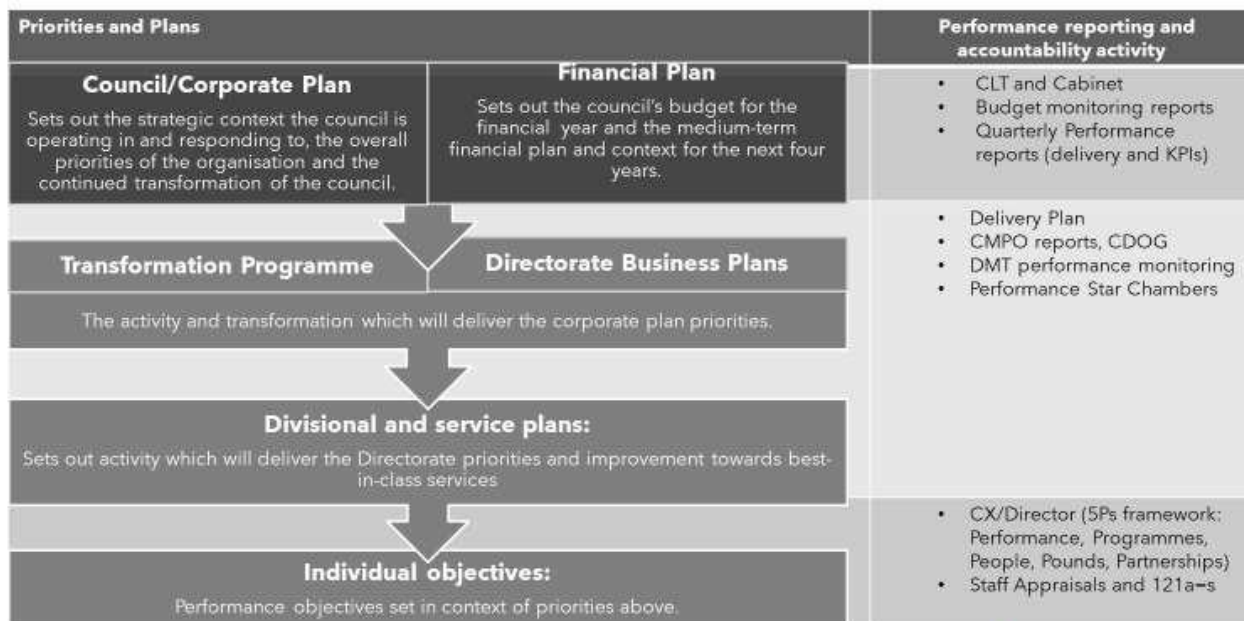 Priorities and Plans
Performance reporting and
accountability activity
Council/Corporate Plan
Sets out the strategic context the council is
operating in and responding to, the overall
priorities of the organisation and the
continued transformation of the council.
Financial Plan
Sets out the council's budget for the
financial year and the medium-term
financial plan and context for the next four
years.
• CLT and Cabinet
• Budget monitoring reports
• Quarterly Performance
reports (delivery and KPIs)
Transformation Programme
Directorate Business Plans
The activity and transformation which will deliver the corporate plan priorities.
• Delivery Plan
• CMPO reports, CDOG
• DMT performance monitoring
• Performance Star Chambers
Divisional and service plans:
Sets out activity which will deliver the Directorate priorities and improvement towards best-
in-class services
Individual objectives:
Performance objectives set in context of priorities above.
• CX/Director (5Ps framework:
Performance, Programmes,
People, Pounds, Partnerships)
• Staff Appraisals and 121a=s